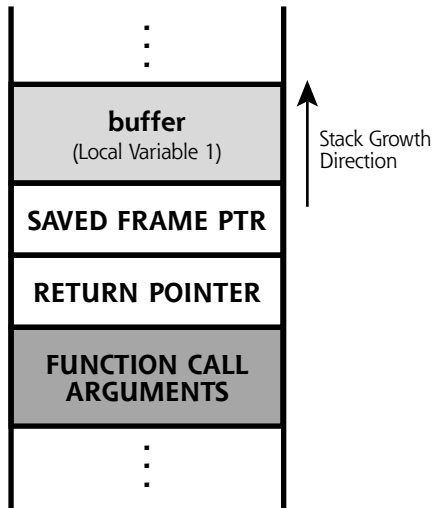 buffer
(Local Variable 1)
Stack Growth
Direction
SAVED FRAME PTR
RETURN POINTER
FUNCTION CALL
ARGUMENTS